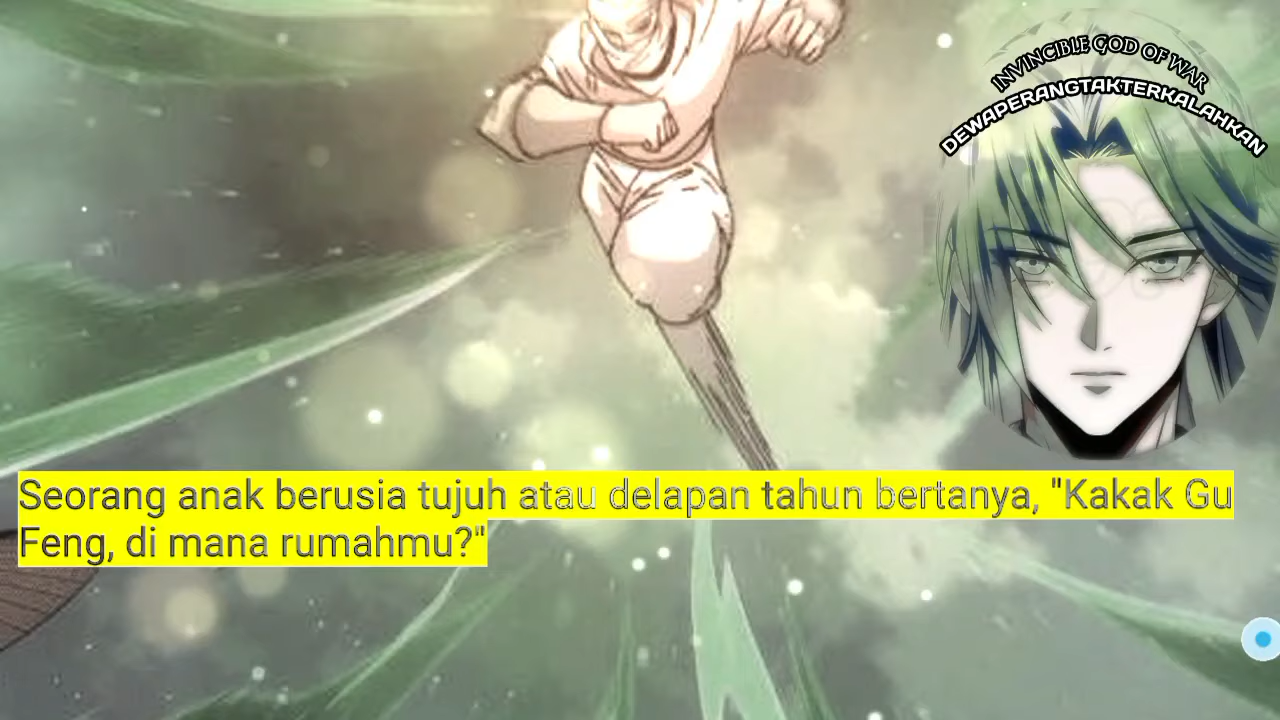 INVINCIBLE GOD OF WAR
DEWAPERANGTAKTERKALAHKAN
Seorang anak berusia tujuh atau delapan tahun bertanya, "Kakak Gu
Feng, di mana rumahmu?"